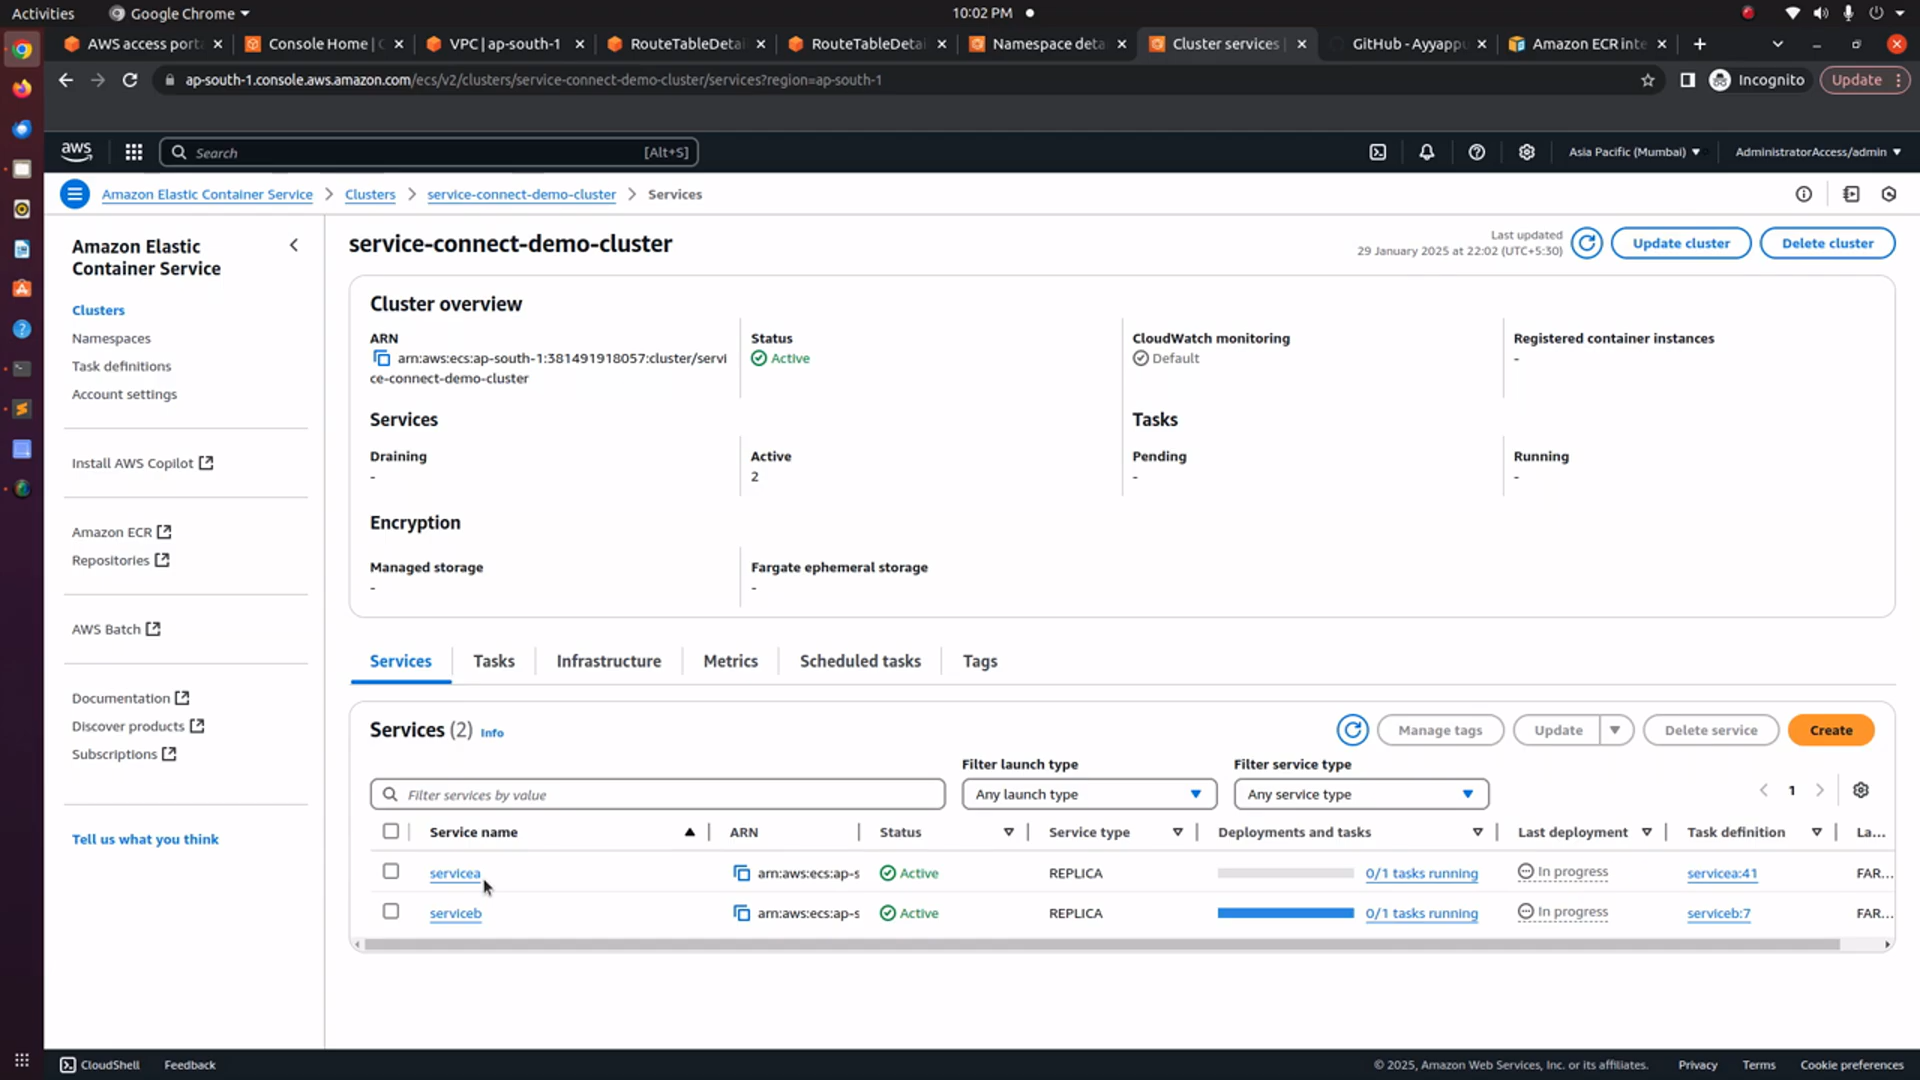 Activities
Google Chrome
10:02 PM
AWS access porta
Console Home | C
VPC | ap-south-1
RouteTableDetai
RouteTableDetai
Namespace deta
Cluster services
GitHub - Ayyappu
Amazon ECR inte
ap-south-1.console.aws.amazon.com/ecs/v2/clusters/service-connect-demo-cluster/services?region=ap-south-1
Incognito
Update
aws
Search
[Alt+S]
Asia Pacific (Mumbai)
AdministratorAccess/admin
Amazon Elastic Container Service
Clusters
service-connect-demo-cluster
Services
Amazon Elastic
Container Service
Clusters
Namespaces
Task definitions
Account settings
Install AWS Copilot
Amazon ECR
Repositories
AWS Batch
Documentation
Discover products
Subscriptions
Tell us what you think
service-connect-demo-cluster
Last updated
29 January 2025 at 22:02 (UTC+5:30)
Update cluster
Delete cluster
Cluster overview
ARN
arn:aws:ecs:ap-south-1:381491918057:cluster/servi
ce-connect-demo-cluster
Status
Active
CloudWatch monitoring
Default
Registered container instances
-
Services
Tasks
Draining
-
Active
2
Pending
-
Running
-
Encryption
Managed storage
-
Fargate ephemeral storage
-
Services
Tasks
Infrastructure
Metrics
Scheduled tasks
Tags
Services (2) Info
Manage tags
Update
Delete service
Create
Filter services by value
Filter launch type
Any launch type
Filter service type
Any service type
1
Service name
ARN
Status
Service type
Deployments and tasks
Last deployment
Task definition
La...
servicea
arn:aws:ecs:ap-s
Active
REPLICA
0/1 tasks running
In progress
servicea:41
FAR...
serviceb
arn:aws:ecs:ap-s
Active
REPLICA
0/1 tasks running
In progress
serviceb:7
FAR...
CloudShell
Feedback
© 2025, Amazon Web Services, Inc. or its affiliates.
Privacy
Terms
Cookie preferences